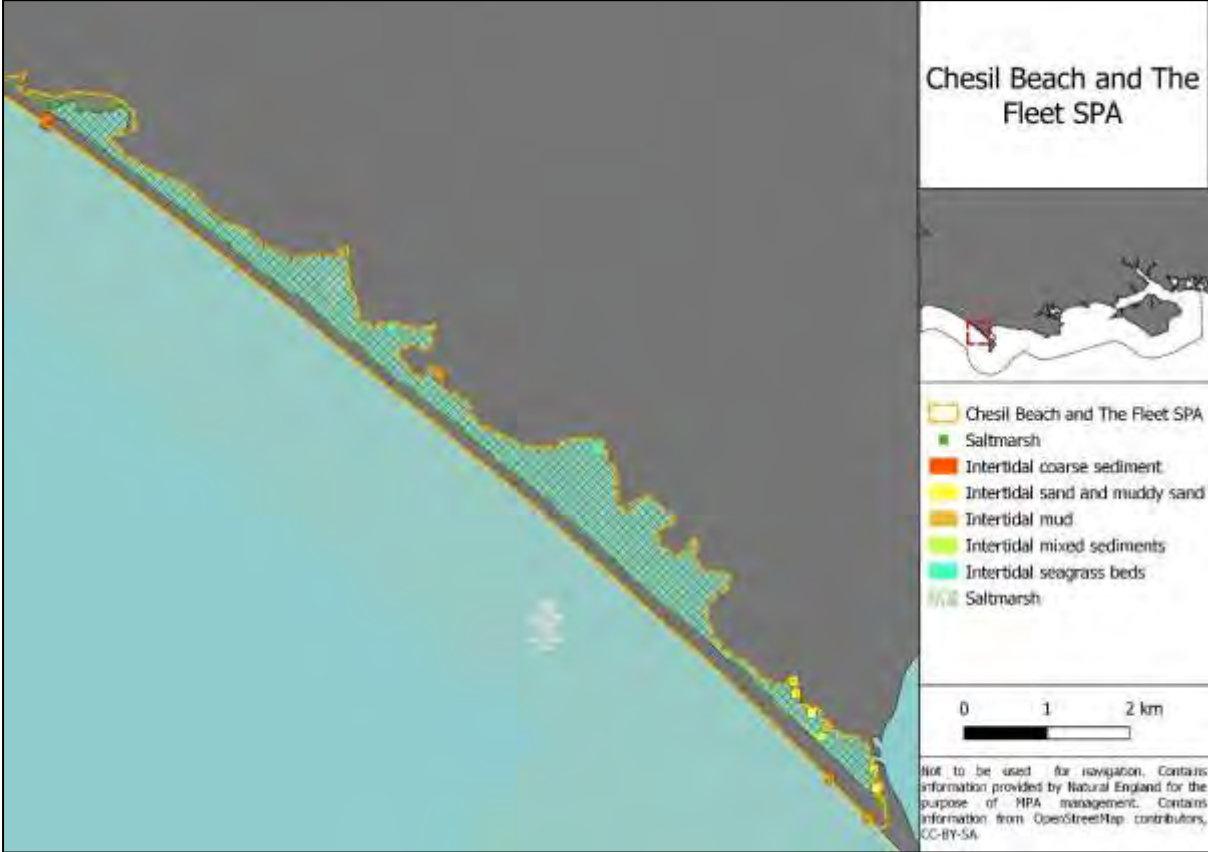 Chesil Beach and The
Fleet SPA
Chesil Beach and The Fleet SPA
Saltmarsh
Intertidal coarse sediment
Intertidal sand and muddy sand
Intertidal mud
Intertidal mixed sediments
Intertidal seagrass beds
Saltmarsh
0 1 2 km
Not to be used for navigation. Contains
information provided by Natural England for the
purpose of MPA management. Contains
information from OpenStreetMap contributors,
CC-BY-SA